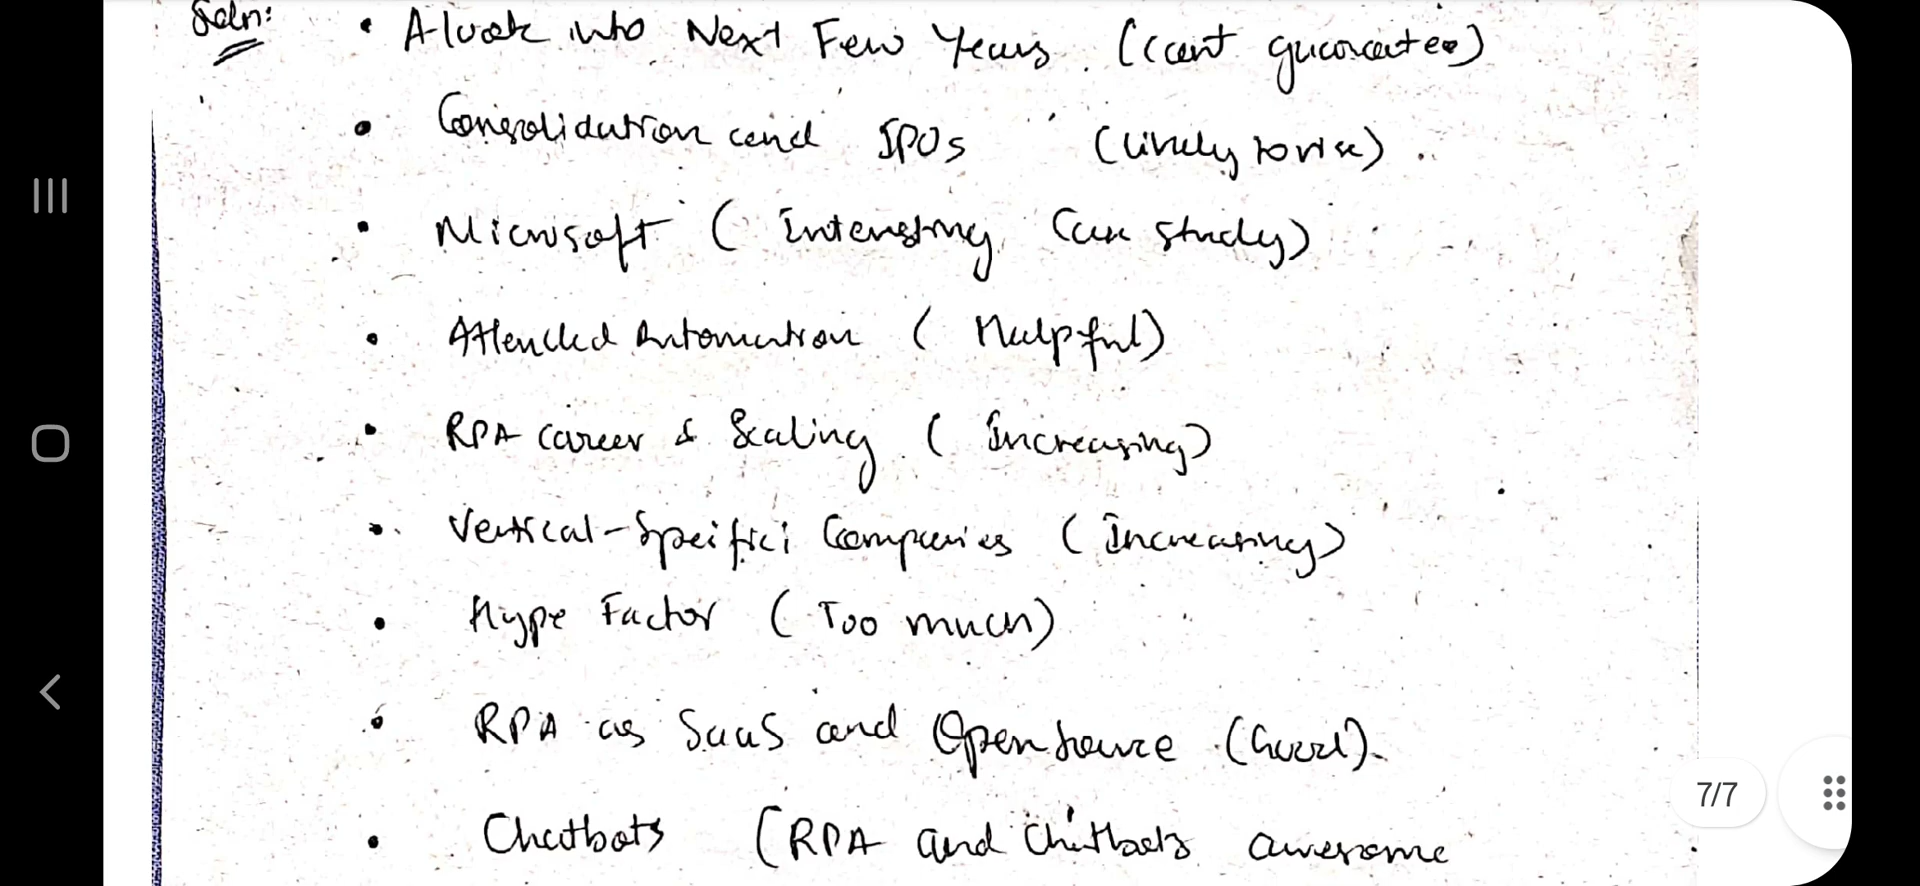 Soln:
• A look into Next Few Years. (cant guarantee)
• Consolidation and IPOs (likely to rise)
• Microsoft (Interesting Case study)
• Attended Automation (Helpful)
• RPA career & Scaling (Increasing)
• Vertical-Specific Companies (Increasing)
• Hype Factor (Too much)
• RPA as SaaS and Open Source (Good).
• Chatbots (RPA and Chatbots awesome
7/7